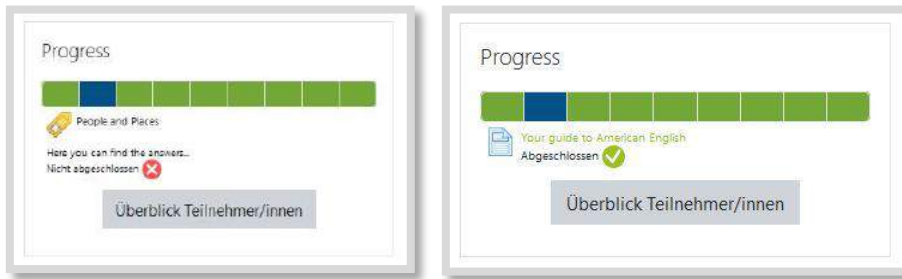 Progress
People and Places
Here you can find the answers...
Nicht abgeschlossen
Überblick Teilnehmer/innen
Progress
Your guide to American English
Abgeschlossen
Überblick Teilnehmer/innen